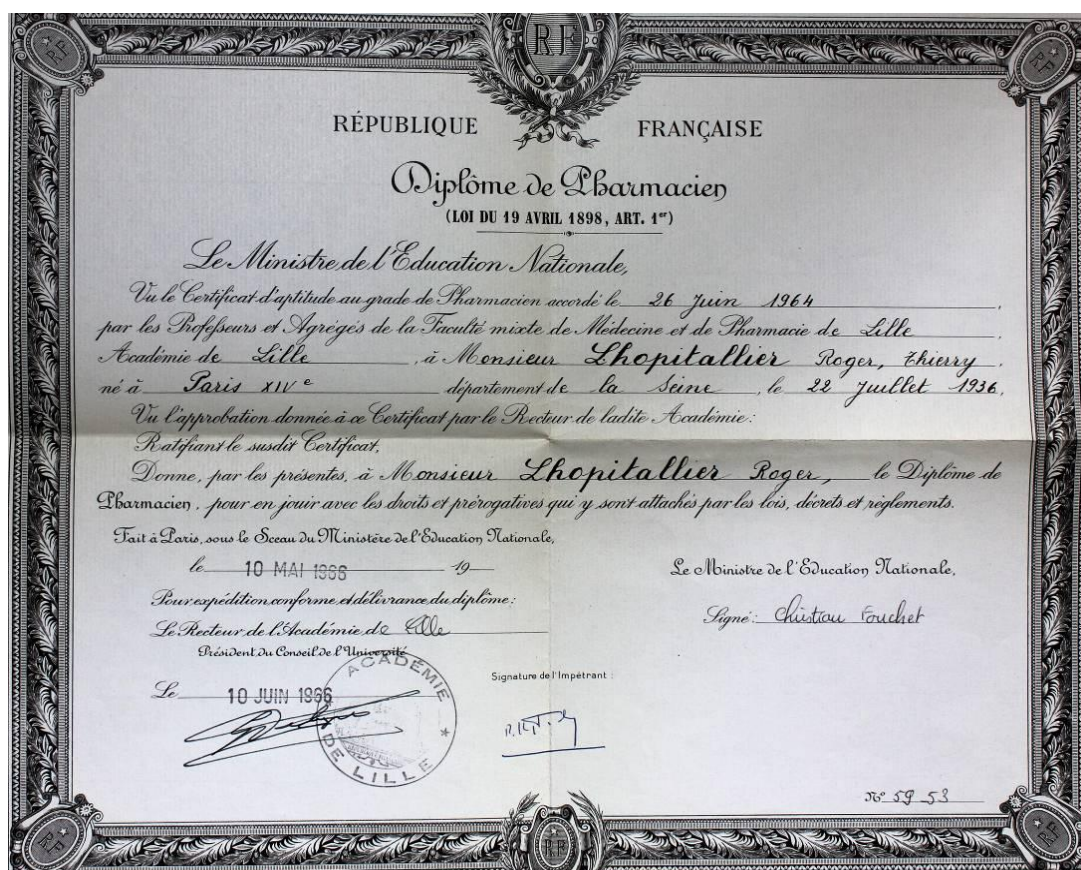 RF
RF
RF
RÉPUBLIQUE FRANÇAISE
Diplôme de Pharmacien
(LOI DU 19 AVRIL 1898, ART. 1er)
Le Ministre de l'Education Nationale,
Vu le Certificat d'aptitude au grade de Pharmacien accordé le 26 Juin 1964,
par les Professeurs et Agrégés de la Faculté mixte de Médecine et de Pharmacie de Lille,
Académie de Lille, à Monsieur Lhopitallier Roger, Thierry,
né à Paris XIVe département de la Seine, le 22 Juillet 1936,
Vu l'approbation donnée à ce Certificat par le Recteur de ladite Académie:
Ratifiant le susdit Certificat,
Donne, par les présentes, à Monsieur Lhopitallier Roger, le Diplôme de
Pharmacien, pour en jouir avec les droits et prérogatives qui y sont attachés par les lois, décrets et règlements.
Fait à Paris, sous le Sceau du Ministère de l'Education Nationale,
le 10 MAI 1966 19
Le Ministre de l'Education Nationale,
Pour expédition conforme et délivrance du diplôme:
Signé: Christian Fouchet
Le Recteur de l'Académie de Lille
Président du Conseil de l'Université
Signature de l'Impétrant:
Le 10 JUIN 1966
ACADÉMIE DE LILLE
No 59 53
RF
RF
RF